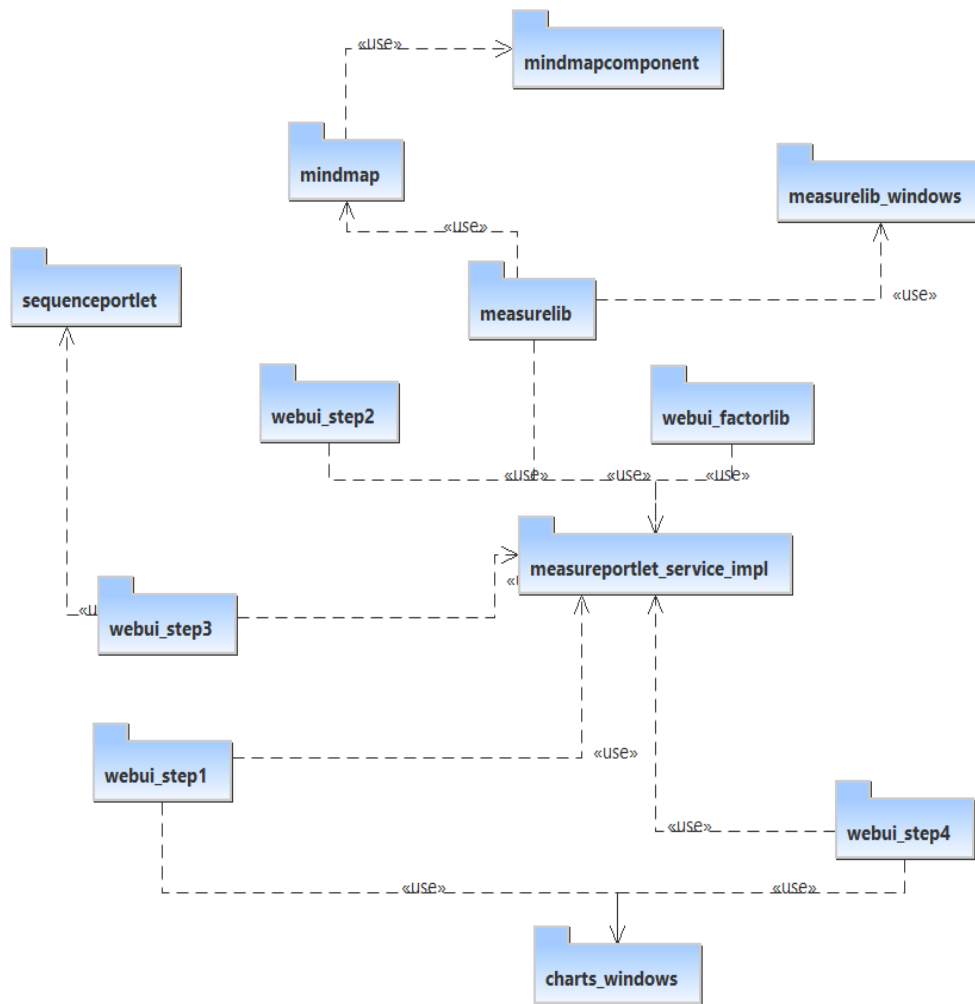 «use»
mindmapcomponent
mindmap
measurelib_windows
«use»
sequenceportlet
«use»
measurelib
webui_step2
webui_factorlib
«use»
«use»
«use»
measureportlet_service_impl
«u
«u
webui_step3
«use»
webui_step1
«use»
webui_step4
«use»
«use»
charts_windows